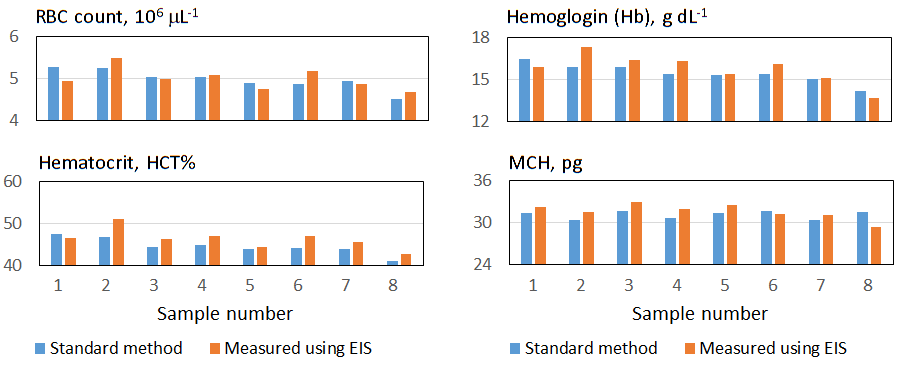 RBC count, 10⁶ µL⁻¹
6
5
4
Hemoglogin (Hb), g dL⁻¹
18
15
12
Hematocrit, HCT%
60
50
40
1 2 3 4 5 6 7 8
Sample number
Standard method Measured using EIS
MCH, pg
36
30
24
1 2 3 4 5 6 7 8
Sample number
Standard method Measured using EIS